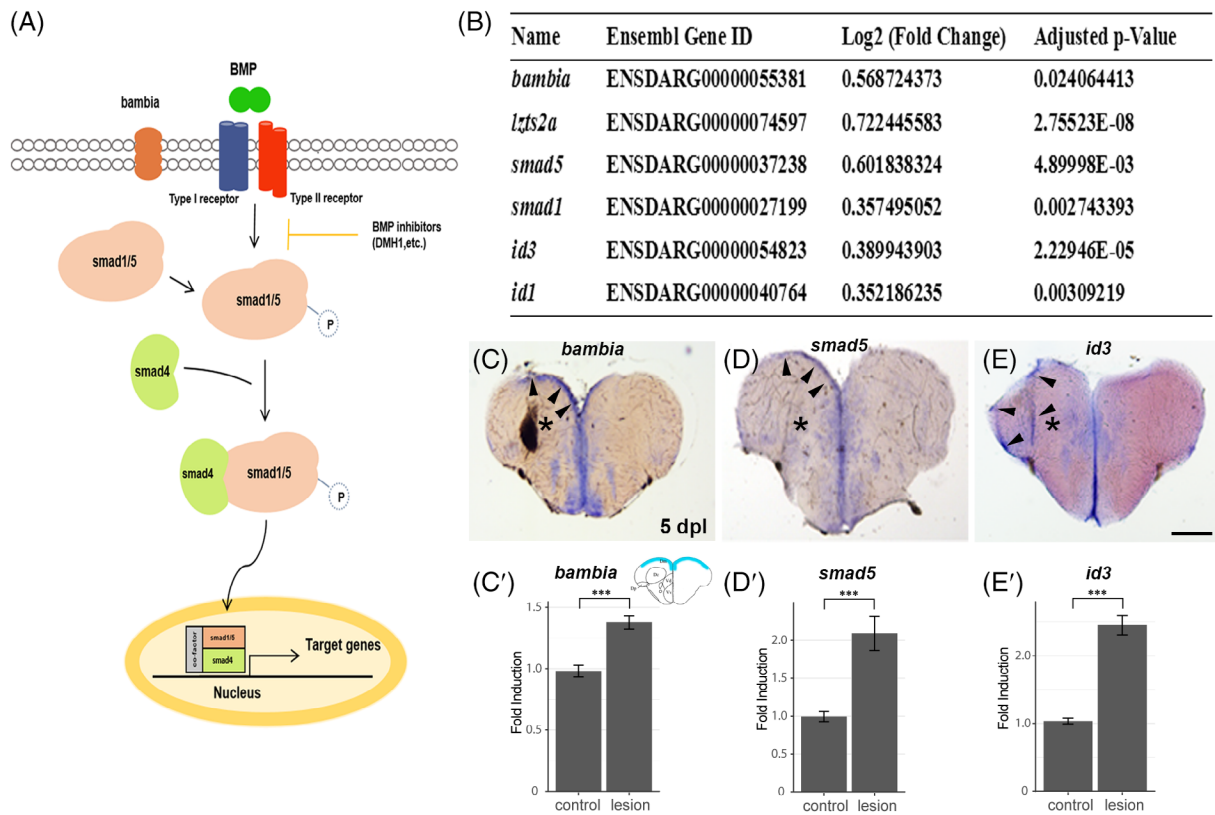 (A)
BMP
bambia
Type I receptor
Type II receptor
BMP inhibitors
(DMH1,etc.)
smad1/5
smad1/5
P
smad4
smad4
smad1/5
P
co-factor
smad1/5
smad4
Target genes
Nucleus
(B)
Name Ensembl Gene ID Log2 (Fold Change) Adjusted p-Value
bambia ENSDARG00000055381 0.568724373 0.024064413
lzts2a ENSDARG00000074597 0.722445583 2.75523E-08
smad5 ENSDARG00000037238 0.601838324 4.89998E-03
smad1 ENSDARG00000027199 0.357495052 0.002743393
id3 ENSDARG00000054823 0.389943903 2.22946E-05
id1 ENSDARG00000040764 0.352186235 0.00309219
(C) bambia
*
5 dpl
(D) smad5
*
(E) id3
*
(C′) bambia
Dm
Dc
Dp
***
1.5
1.0
0.5
0
Fold Induction
control lesion
(D′) smad5
***
2.0
1.5
1.0
0.5
0
Fold Induction
control lesion
(E′) id3
***
2.0
1.0
0
Fold Induction
control lesion